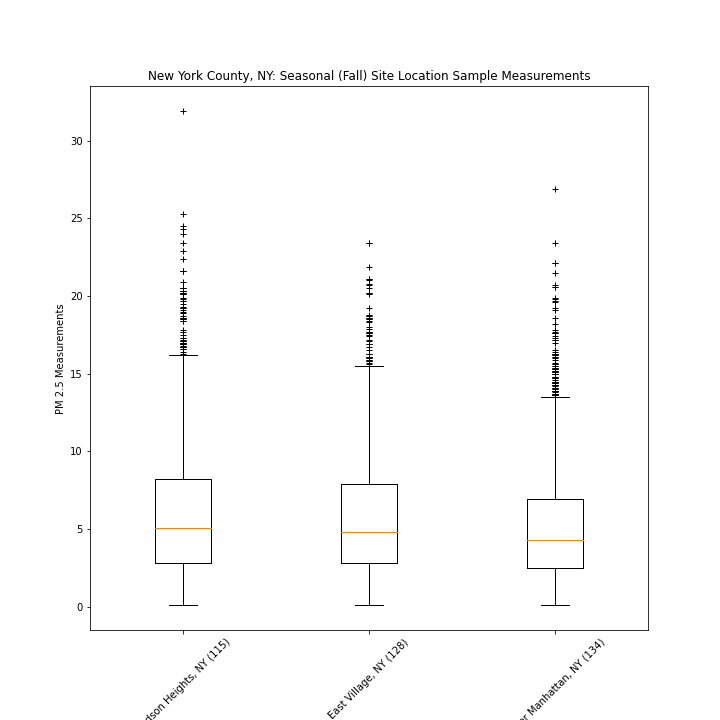 New York County, NY: Seasonal (Fall) Site Location Sample Measurements
30
25
20
15
10
5
0
PM 2.5 Measurements
Heights, NY (115)
East Village, NY (128)
Manhattan, NY (134)